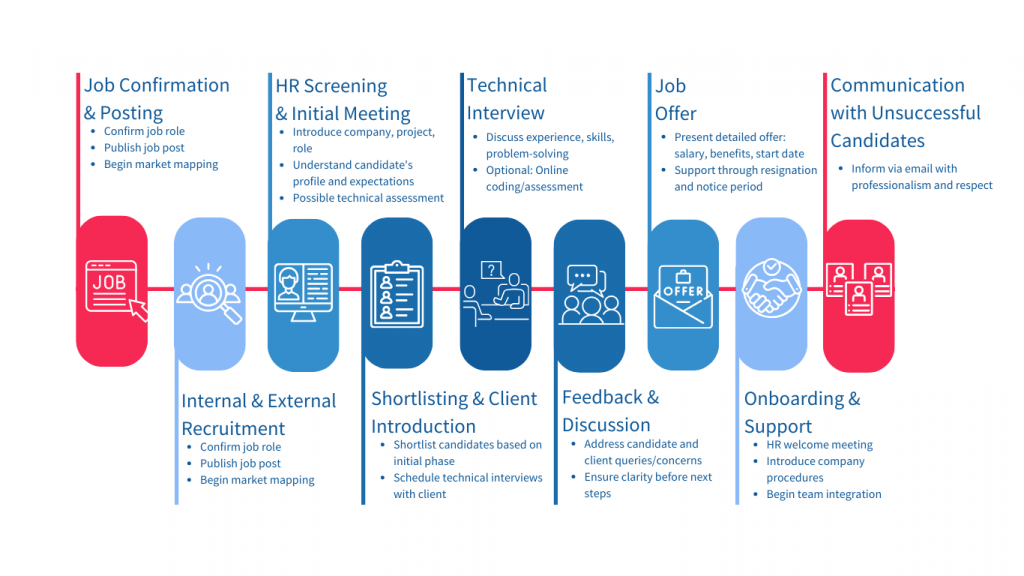 Job Confirmation
& Posting
• Confirm job role
• Publish job post
• Begin market mapping
HR Screening
& Initial Meeting
• Introduce company, project,
role
• Understand candidate's
profile and expectations
• Possible technical assessment
Technical
Interview
• Discuss experience, skills,
problem-solving
• Optional: Online
coding/assessment
Job
Offer
• Present detailed offer:
salary, benefits, start date
• Support through resignation
and notice period
Communication
with Unsuccessful
Candidates
• Inform via email with
professionalism and respect
JOB
?
OFFER
Internal & External
Recruitment
• Confirm job role
• Publish job post
• Begin market mapping
Shortlisting & Client
Introduction
• Shortlist candidates based on
initial phase
• Schedule technical interviews
with client
Feedback &
Discussion
• Address candidate and
client queries/concerns
• Ensure clarity before next
steps
Onboarding &
Support
• HR welcome meeting
• Introduce company
procedures
• Begin team integration